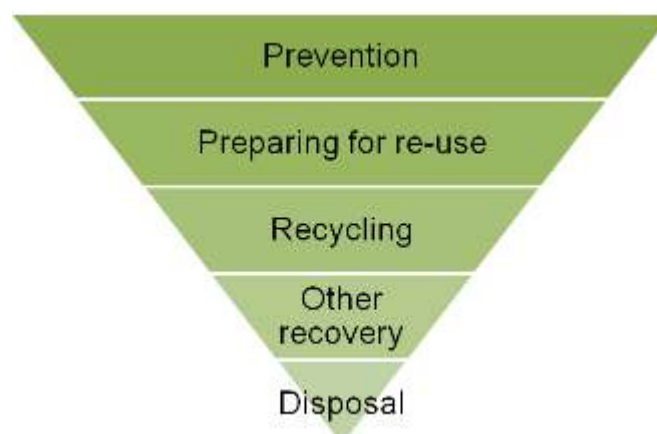 Prevention
Preparing for re-use
Recycling
Other
recovery
Disposal